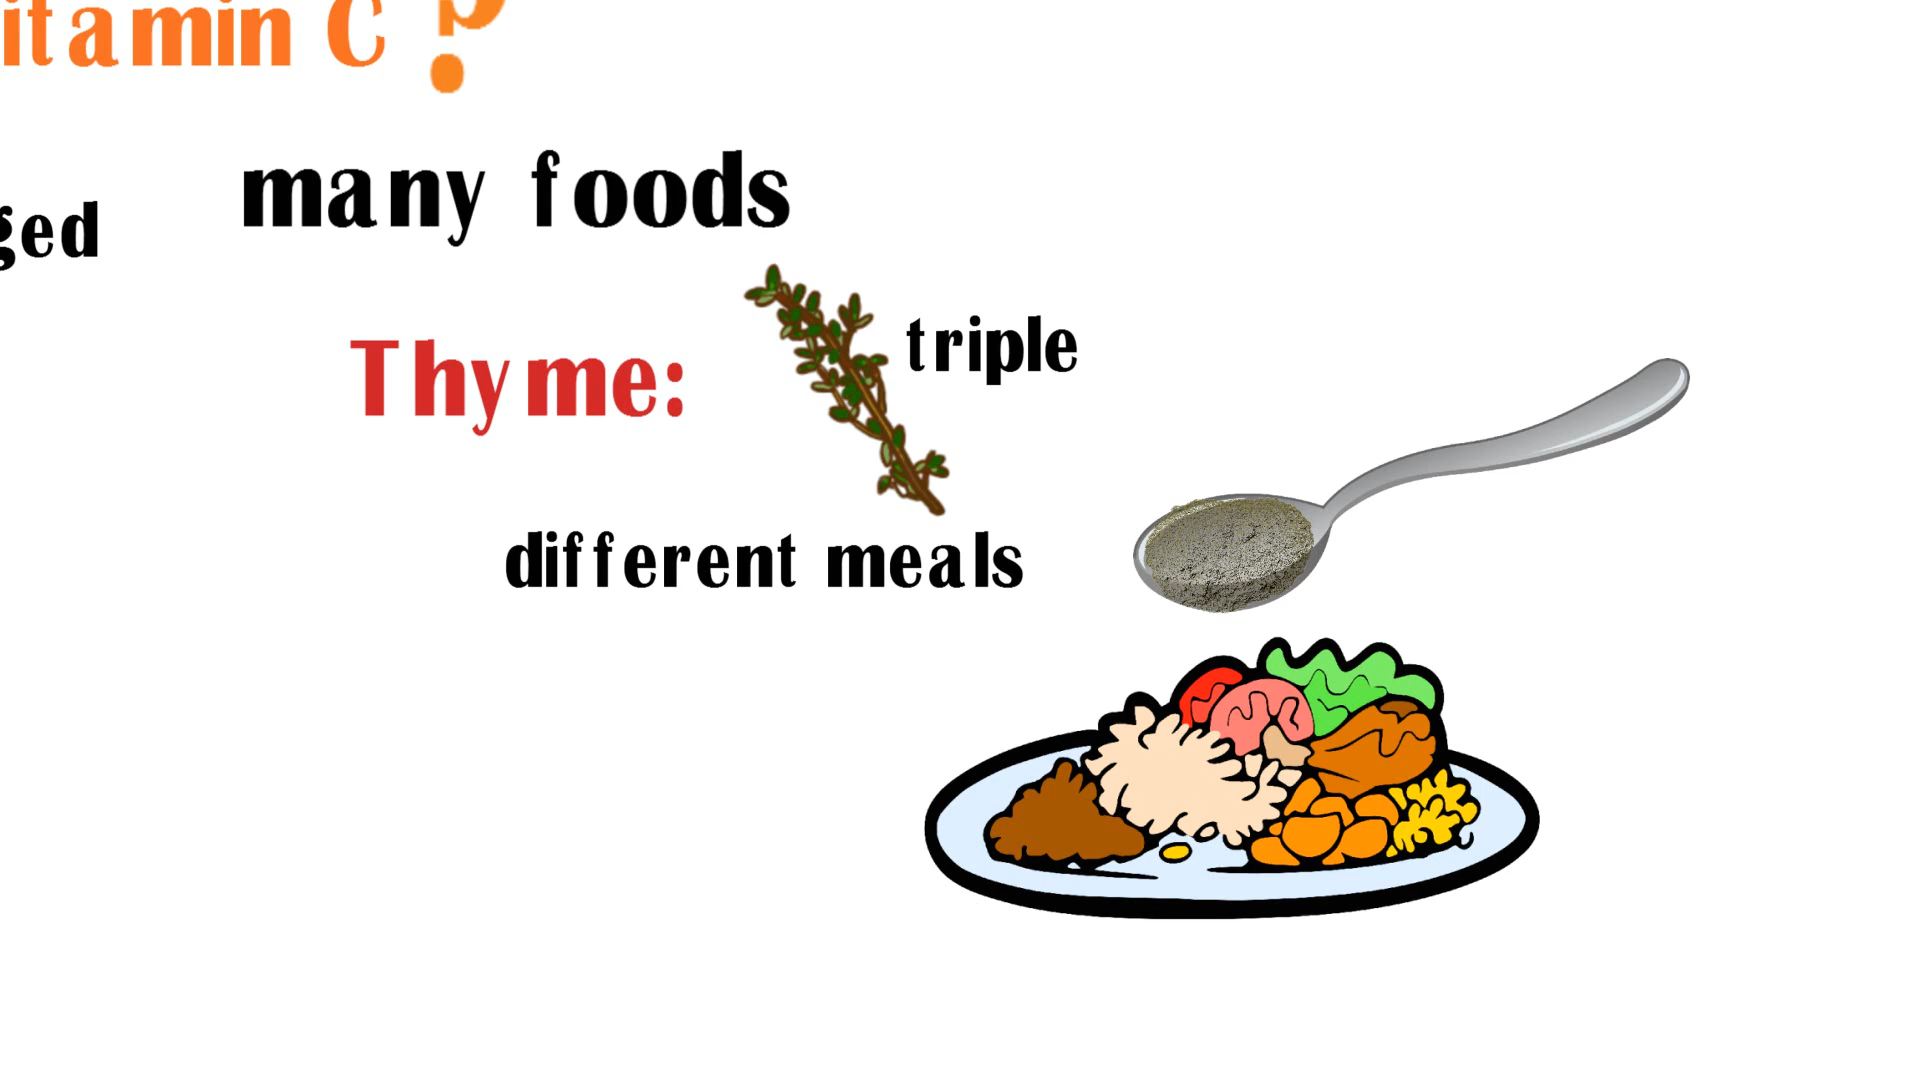 itamin C ?
many foods
ged
Thyme:
triple
different meals